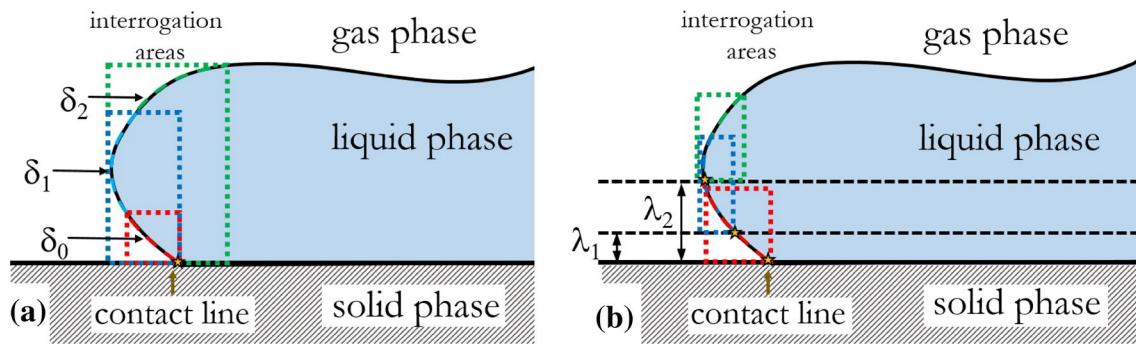 interrogation
areas
gas phase
δ2
liquid phase
δ1
δ0
solid phase
(a)
contact line
interrogation
areas
gas phase
liquid phase
λ2
λ1
solid phase
(b)
contact line